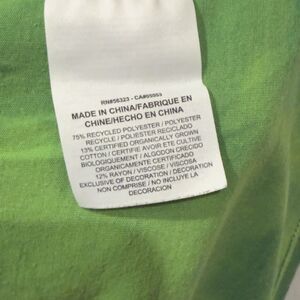 RN#56323 - CA#05553
MADE IN CHINA/FABRIQUE EN
CHINE/HECHO EN CHINA
75% RECYCLED POLYESTER / POLYESTER
RECYCLE / POLIESTER RECICLADO
13% CERTIFIED ORGANICALLY GROWN
COTTON / CERTIFIE AVOIR ETE CULTIVE
BIOLOGIQUEMENT / ALGODON CRECIDO
ORGANICAMENTE CERTIFICADO
12% RAYON / VISCOSE / VISCOSA
EXCLUSIVE OF DECORATION / DECORATION
NON COMPRISE / NO INCLUYE LA
DECORACION